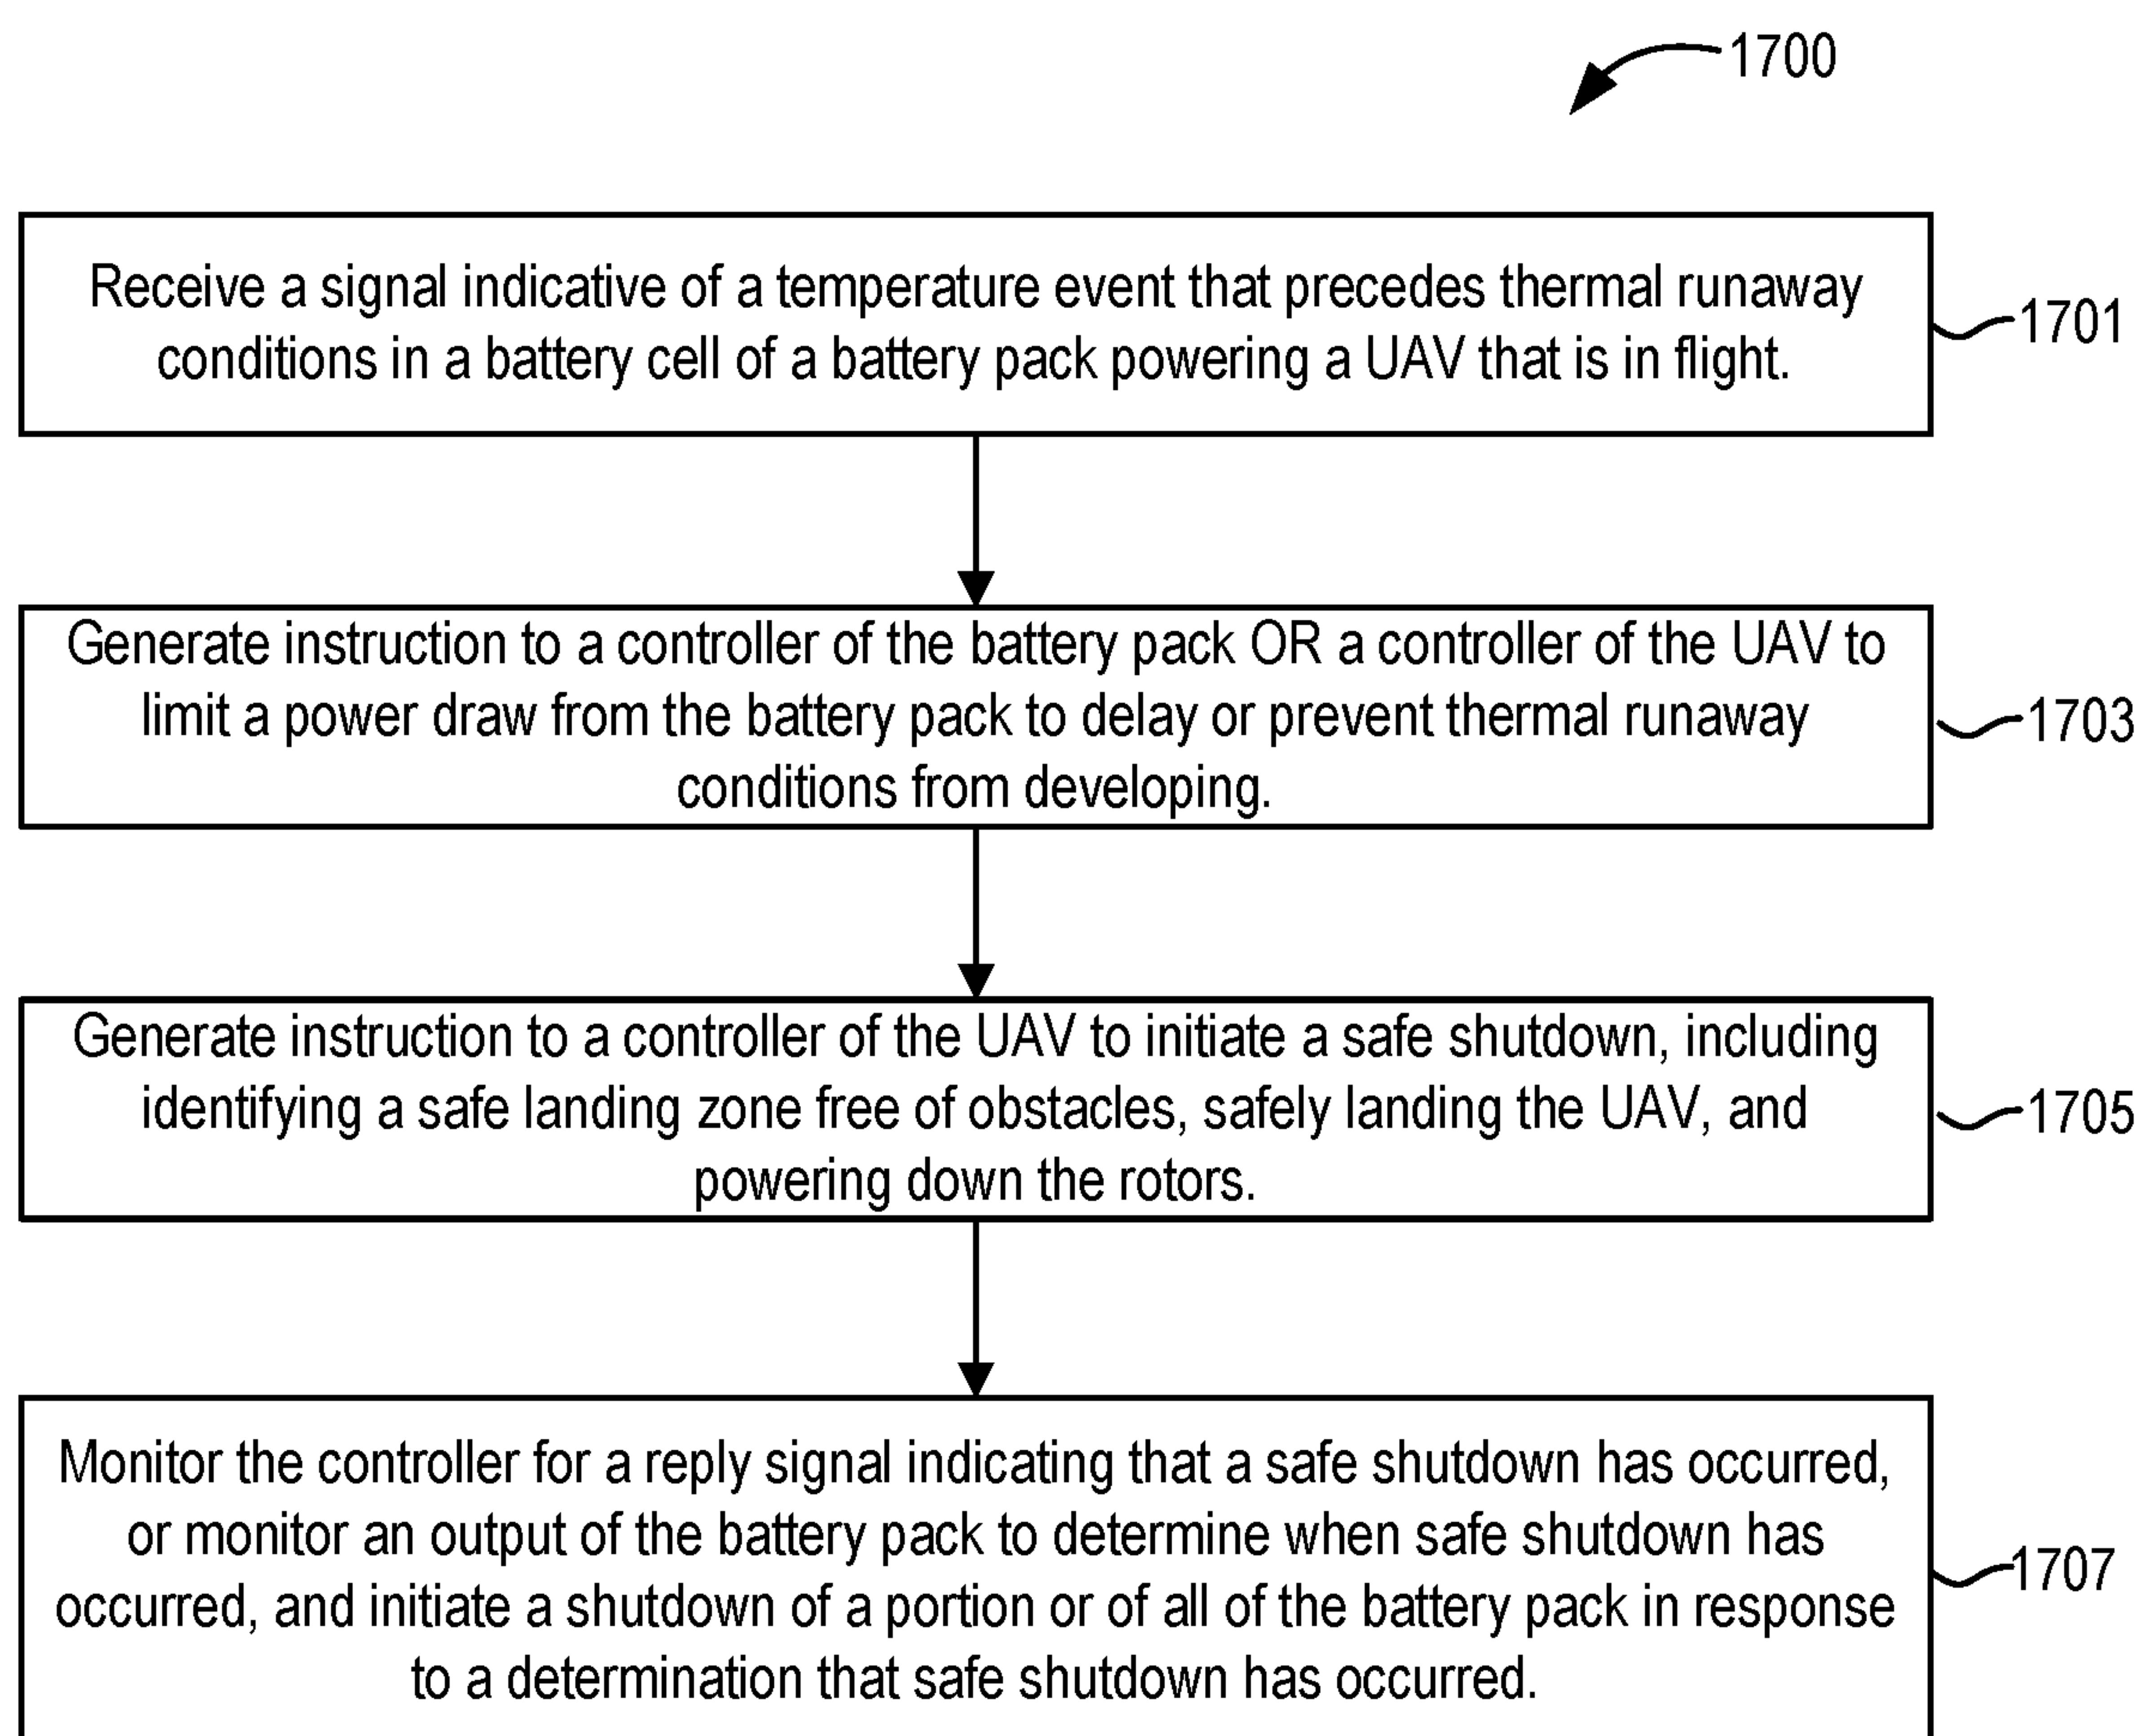 1700
Receive a signal indicative of a temperature event that precedes thermal runaway
conditions in a battery cell of a battery pack powering a UAV that is in flight.
1701
Generate instruction to a controller of the battery pack OR a controller of the UAV to
limit a power draw from the battery pack to delay or prevent thermal runaway
conditions from developing.
1703
Generate instruction to a controller of the UAV to initiate a safe shutdown, including
identifying a safe landing zone free of obstacles, safely landing the UAV, and
powering down the rotors.
1705
Monitor the controller for a reply signal indicating that a safe shutdown has occurred,
or monitor an output of the battery pack to determine when safe shutdown has
occurred, and initiate a shutdown of a portion or of all of the battery pack in response
to a determination that safe shutdown has occurred.
1707